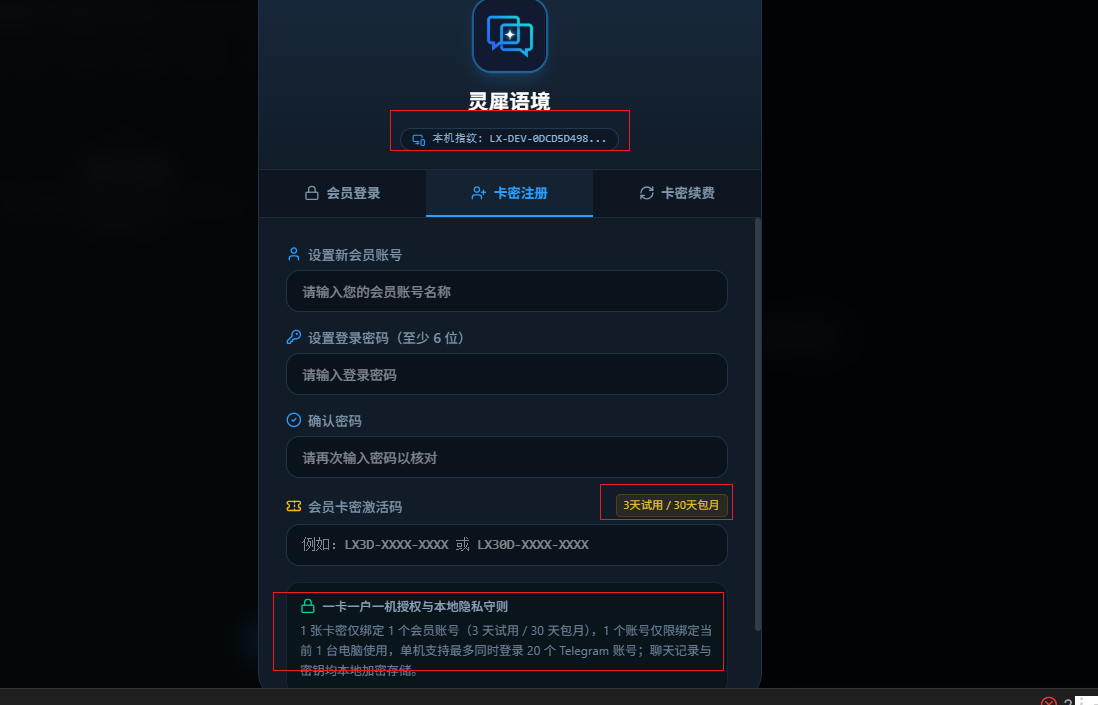 灵犀语境
本机指纹: LX-DEV-0DCD5D498...
会员登录
卡密注册
卡密续费
设置新会员账号
请输入您的会员账号名称
设置登录密码（至少 6 位）
请输入登录密码
确认密码
请再次输入密码以核对
会员卡密激活码
3天试用 / 30天包月
例如: LX3D-XXXX-XXXX 或 LX30D-XXXX-XXXX
一卡一户一机授权与本地隐私守则
1 张卡密仅绑定 1 个会员账号（3 天试用 / 30 天包月），1 个账号仅限绑定当
前 1 台电脑使用，单机支持最多同时登录 20 个 Telegram 账号；聊天记录与
密钥均本地加密存储。